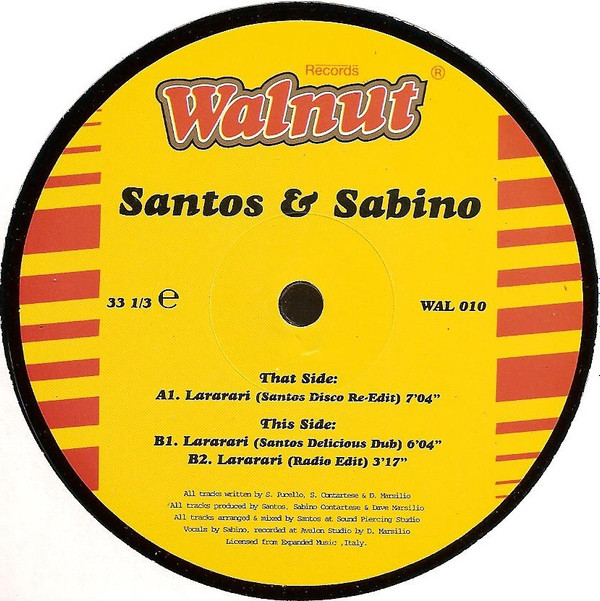 Records ®
Walnut
Santos & Sabino
33 1/3 e
WAL 010
That Side:
A1. Lararari (Santos Disco Re-Edit) 7'04"
This Side:
B1. Lararari (Santos Delicious Dub) 6'04"
B2. Lararari (Radio Edit) 3'17"
All tracks written by S. Pucello, S. Contartese & D. Marsilio
All tracks produced by Santos, Sabino Contartese & Dave Marsilio
All tracks arranged & mixed by Santos at Sound Piercing Studio
Vocals by Sabino, recorded at Avalon Studio by D. Marsilio
Licensed from Expanded Music ,Italy.